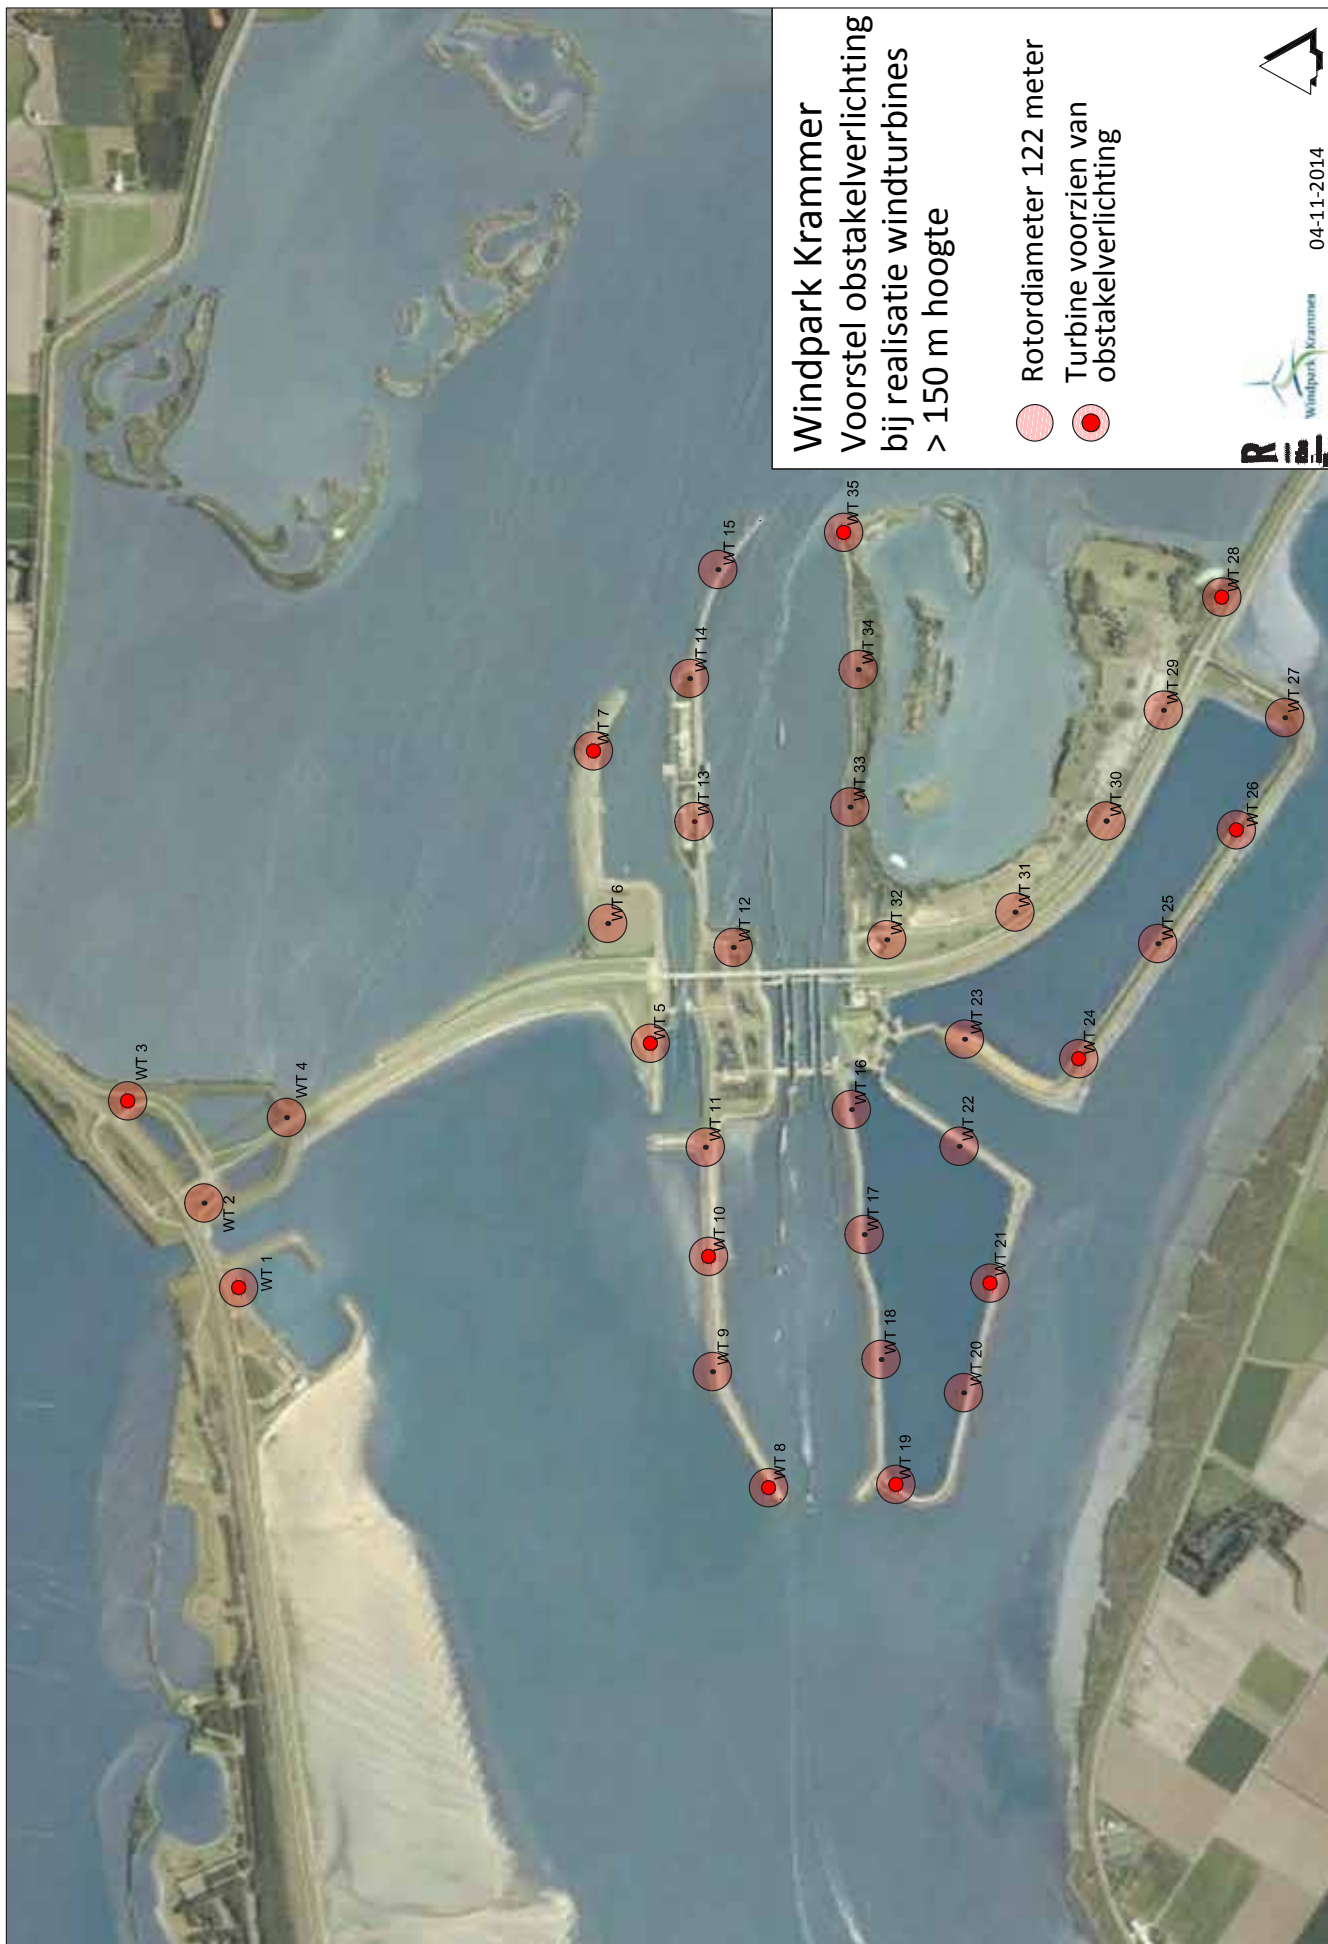 Windpark Krammer
Voorstel obstakelverlichting
bij realisatie windturbines
> 150 m hoogte
Rotordiameter 122 meter
Turbine voorzien van
obstakelverlichting
04-11-2014
Windpark Krammer
R
WT 1
WT 2
WT 3
WT 4
WT 5
WT 6
WT 7
WT 8
WT 9
WT 10
WT 11
WT 12
WT 13
WT 14
WT 15
WT 16
WT 17
WT 18
WT 19
WT 20
WT 21
WT 22
WT 23
WT 24
WT 25
WT 26
WT 27
WT 28
WT 29
WT 30
WT 31
WT 32
WT 33
WT 34
WT 35